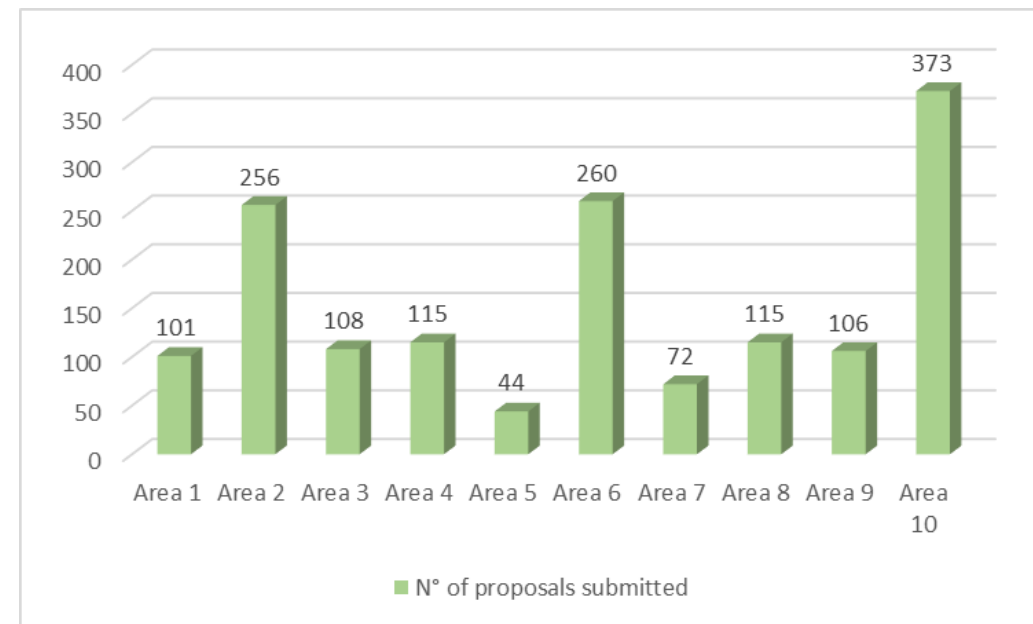 400
350
300
250
200
150
100
50
0
101
256
108
115
44
260
72
115
106
373
Area 1
Area 2
Area 3
Area 4
Area 5
Area 6
Area 7
Area 8
Area 9
Area
10
N° of proposals submitted